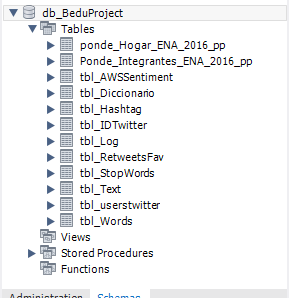 db_BeduProject
Tables
ponde_Hogar_ENA_2016_pp
Ponde_Integrantes_ENA_2016_pp
tbl_AWSSentiment
tbl_Diccionario
tbl_Hashtag
tbl_IDTwitter
tbl_Log
tbl_RetweetsFav
tbl_StopWords
tbl_Text
tbl_userstwitter
tbl_Words
Views
Stored Procedures
Functions
Administration Schemas